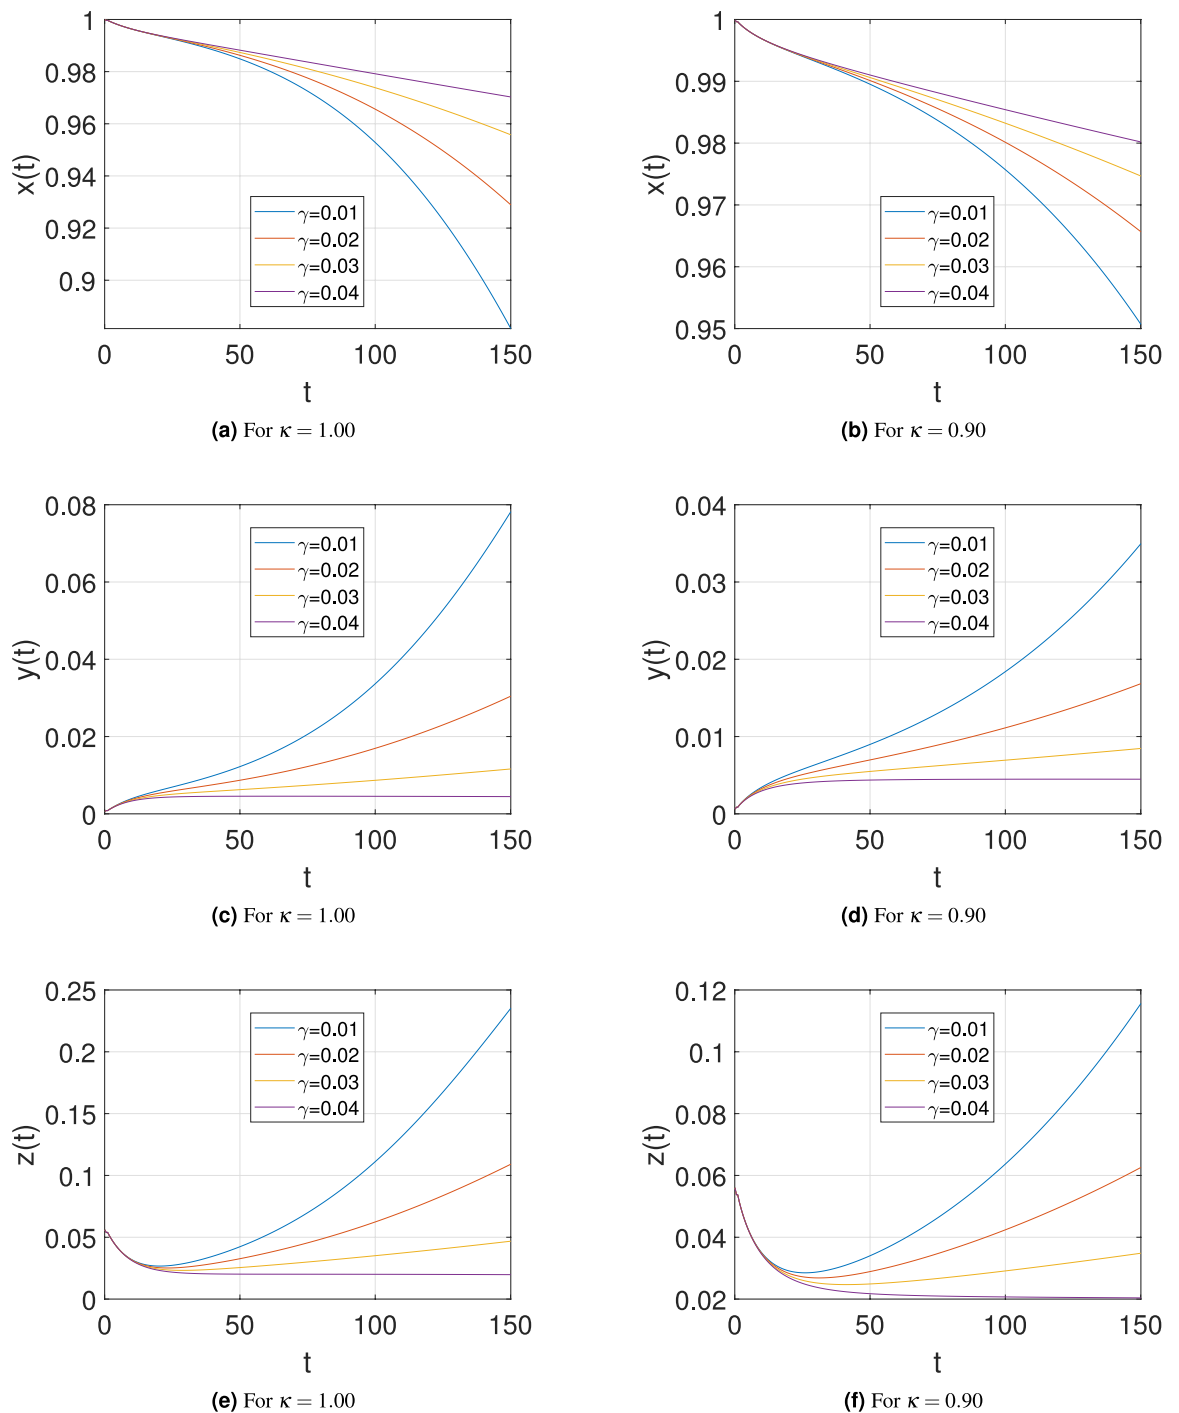 1
0.98
0.96
0.94
0.92
0.9
x(t)
γ=0.01
γ=0.02
γ=0.03
γ=0.04
0 50 100 150
t
(a) For κ = 1.00
1
0.99
0.98
0.97
0.96
0.95
x(t)
γ=0.01
γ=0.02
γ=0.03
γ=0.04
0 50 100 150
t
(b) For κ = 0.90
0.08
0.06
0.04
0.02
0
y(t)
γ=0.01
γ=0.02
γ=0.03
γ=0.04
0 50 100 150
t
(c) For κ = 1.00
0.04
0.03
0.02
0.01
0
y(t)
γ=0.01
γ=0.02
γ=0.03
γ=0.04
0 50 100 150
t
(d) For κ = 0.90
0.25
0.2
0.15
0.1
0.05
0
z(t)
γ=0.01
γ=0.02
γ=0.03
γ=0.04
0 50 100 150
t
(e) For κ = 1.00
0.12
0.1
0.08
0.06
0.04
0.02
z(t)
γ=0.01
γ=0.02
γ=0.03
γ=0.04
0 50 100 150
t
(f) For κ = 0.90